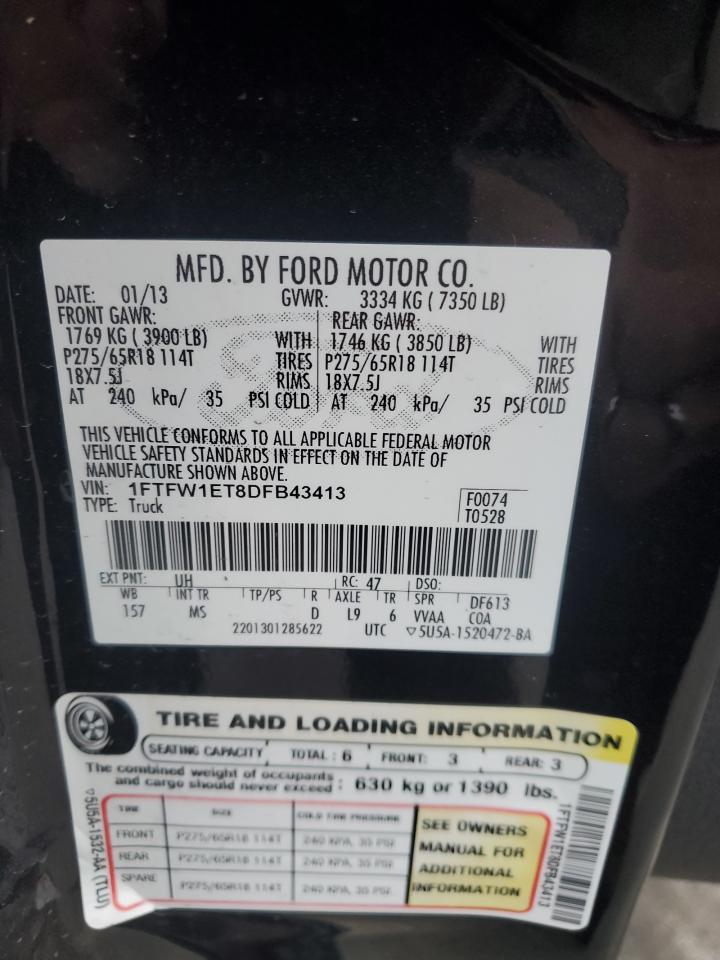 MFD. BY FORD MOTOR CO.
DATE: 01/13 GVWR: 3334 KG ( 7350 LB)
FRONT GAWR: REAR GAWR:
1769 KG ( 3900 LB) WITH 1746 KG ( 3850 LB) WITH
P275/65R18 114T TIRES P275/65R18 114T TIRES
18X7.5J RIMS 18X7.5J RIMS
AT 240 kPa/ 35 PSI COLD AT 240 kPa/ 35 PSI COLD
THIS VEHICLE CONFORMS TO ALL APPLICABLE FEDERAL MOTOR
VEHICLE SAFETY STANDARDS IN EFFECT ON THE DATE OF
MANUFACTURE SHOWN ABOVE.
VIN: 1FTFW1ET8DFB43413 F0074
TYPE: Truck T0528
EXT PNT: UH RC: 47 DSO:
WB INT TR TP/PS R AXLE TR SPR DF613
157 MS D L9 6 VVAA COA
2201301285622 UTC ▽5U5A-1520472-BA
TIRE AND LOADING INFORMATION
SEATING CAPACITY TOTAL : 6 FRONT: 3 REAR: 3
The combined weight of occupants
and cargo should never exceed : 630 kg or 1390 lbs.
TIRE SIZE COLD TIRE PRESSURE
FRONT P275/65R18 114T 240 KPA, 35 PSI
REAR P275/65R18 114T 240 KPA, 35 PSI
SPARE P275/65R18 114T 240 KPA, 35 PSI
SEE OWNERS
MANUAL FOR
ADDITIONAL
INFORMATION
▽5U5A-1532-AA (TLU)
1FTFW1ET8DFB43413